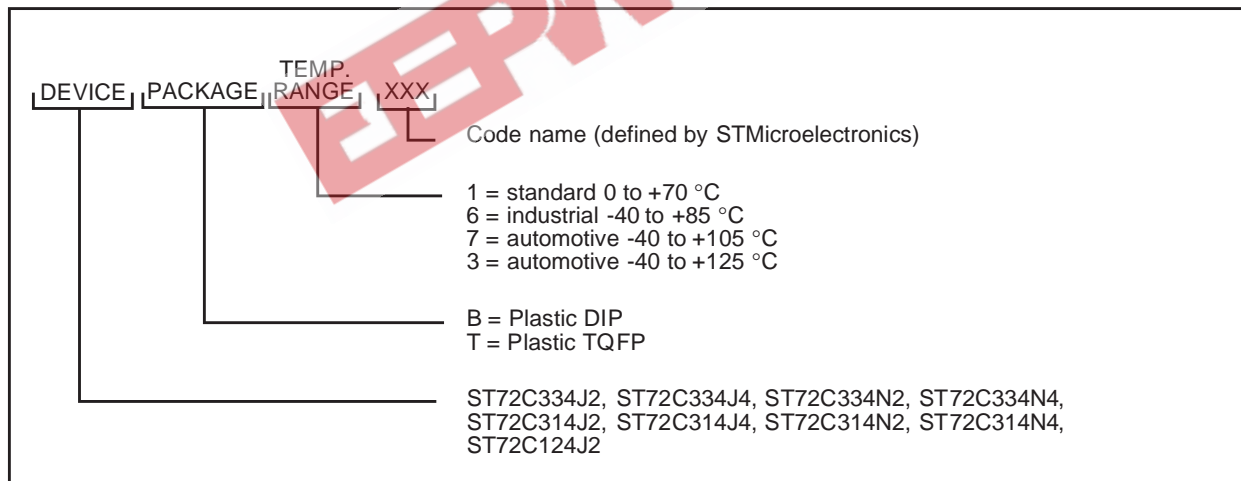 TEMP.
DEVICE PACKAGE RANGE XXX
Code name (defined by STMicroelectronics)
1 = standard 0 to +70 °C
6 = industrial -40 to +85 °C
7 = automotive -40 to +105 °C
3 = automotive -40 to +125 °C
B = Plastic DIP
T = Plastic TQFP
ST72C334J2, ST72C334J4, ST72C334N2, ST72C334N4,
ST72C314J2, ST72C314J4, ST72C314N2, ST72C314N4,
ST72C124J2